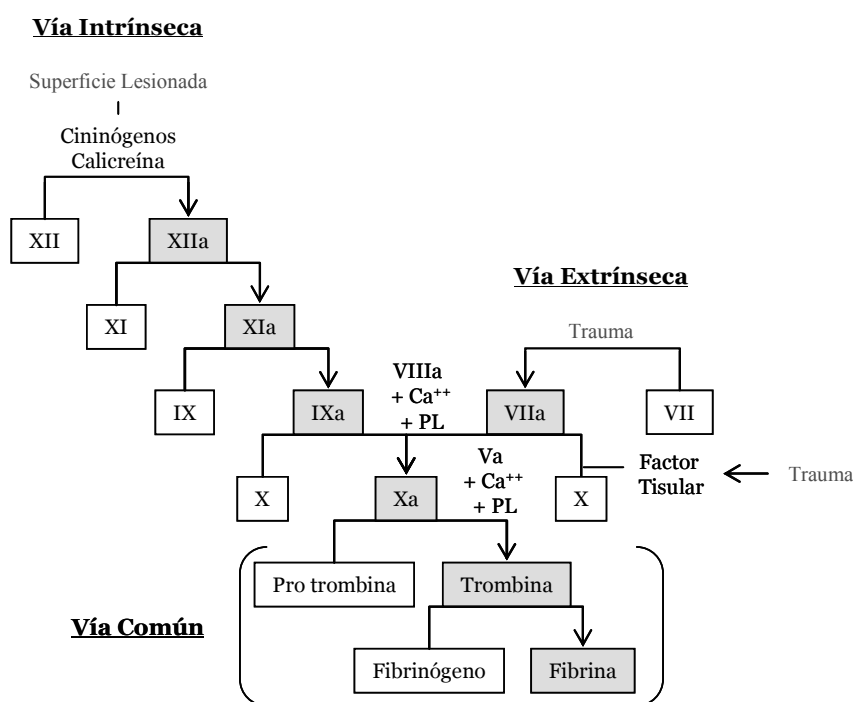 Vía Intrínseca
Superficie Lesionada
Cininógenos
Calicreína
XII
XIIa
Vía Extrínseca
XI
XIa
Trauma
VIIIa
+ Ca⁺⁺
+ PL
IX
IXa
VIIa
VII
Va
+ Ca⁺⁺
+ PL
Factor
Tisular
Trauma
X
Xa
X
Pro trombina
Trombina
Vía Común
Fibrinógeno
Fibrina